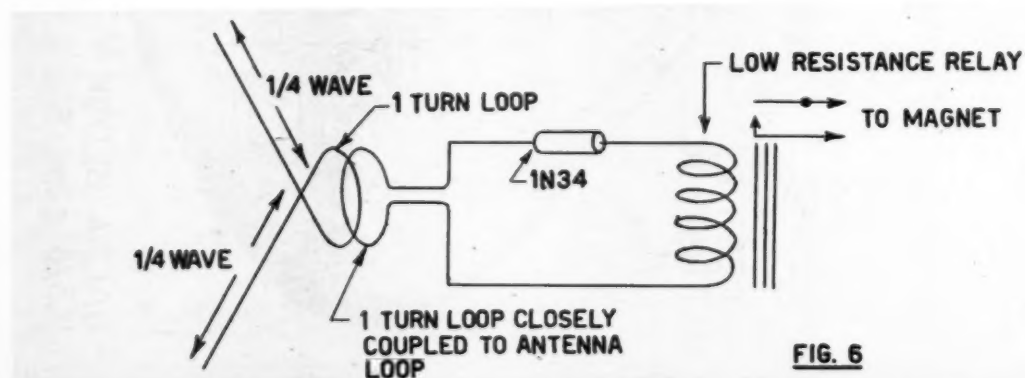 1/4 WAVE
1 TURN LOOP
LOW RESISTANCE RELAY
TO MAGNET
1N34
1/4 WAVE
1 TURN LOOP CLOSELY
COUPLED TO ANTENNA
LOOP
FIG. 6